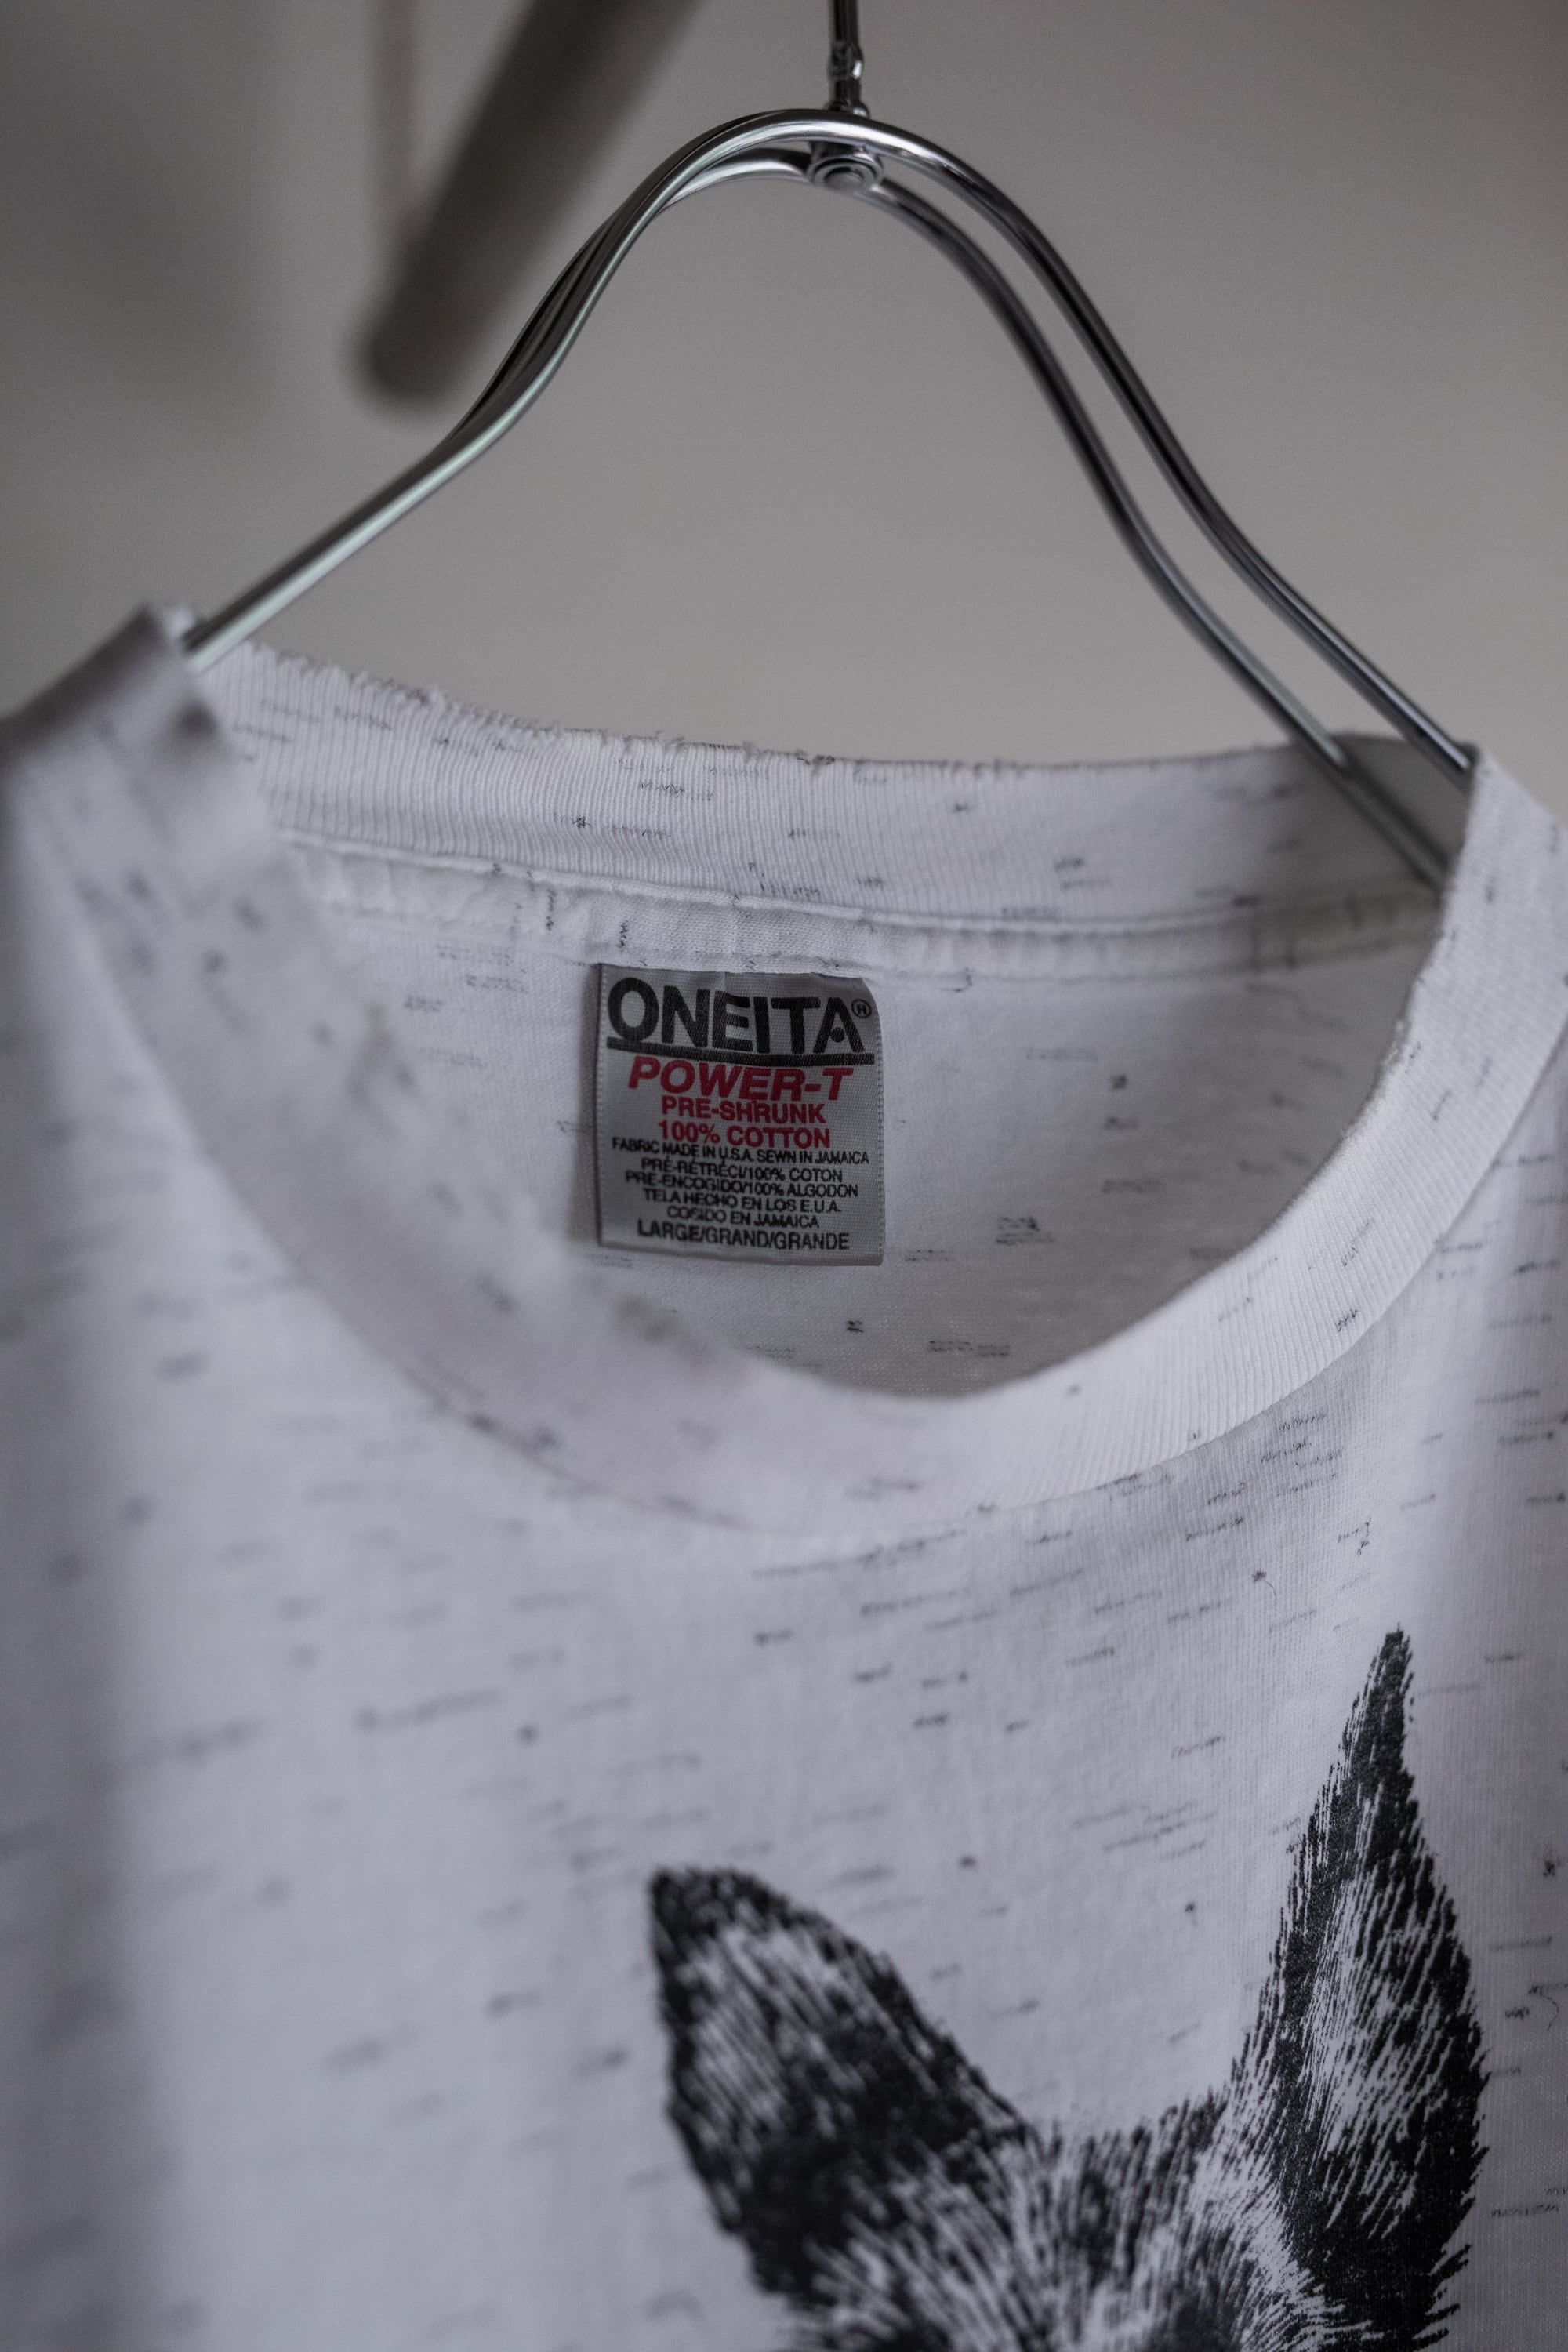 ONEITA®
POWER-T
PRE-SHRUNK
100% COTTON
FABRIC MADE IN U.S.A. SEWN IN JAMAICA
PRÉ-RÉTRÉCI/100% COTON
PRE-ENCOGIDO/100% ALGODON
TELA HECHO EN LOS E.U.A.
COSIDO EN JAMAICA
LARGE/GRAND/GRANDE